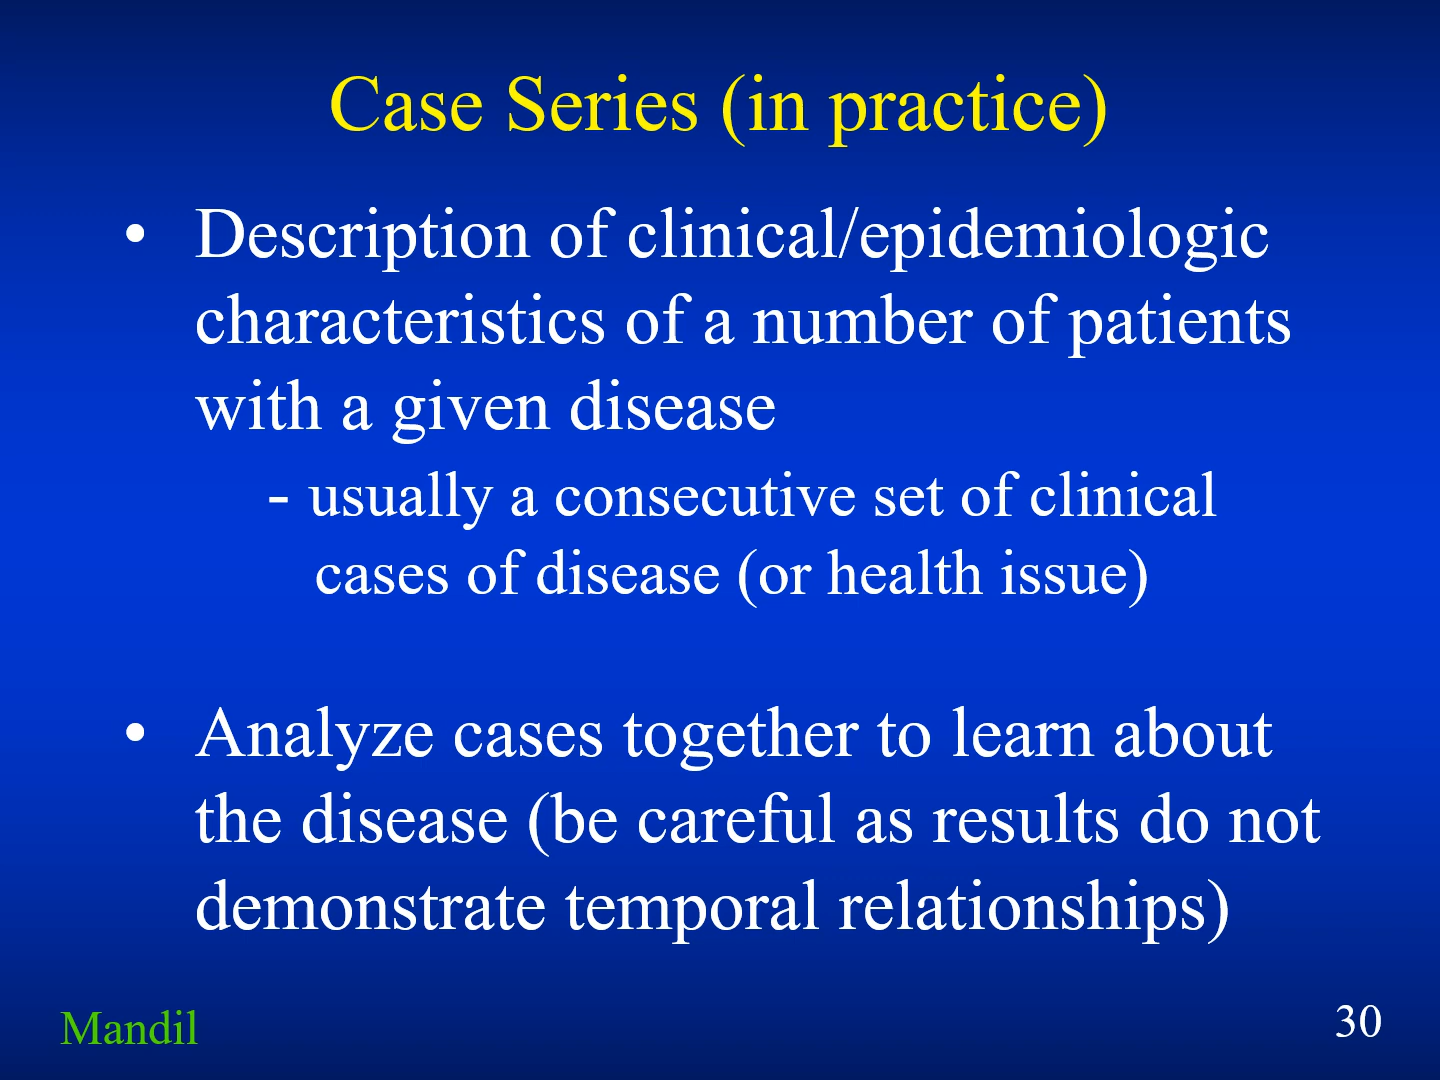 Case Series (in practice)
• Description of clinical/epidemiologic
characteristics of a number of patients
with a given disease
- usually a consecutive set of clinical
cases of disease (or health issue)
• Analyze cases together to learn about
the disease (be careful as results do not
demonstrate temporal relationships)
Mandil
30